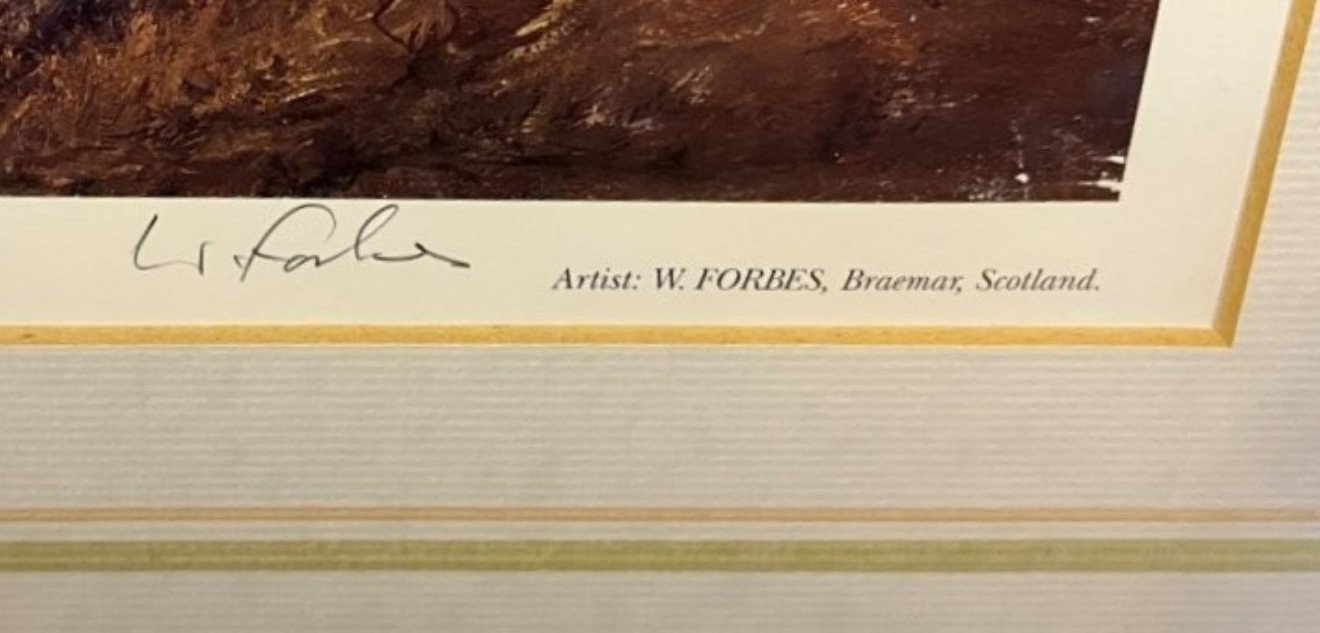 W. Forbes
Artist: W. FORBES, Braemar, Scotland.